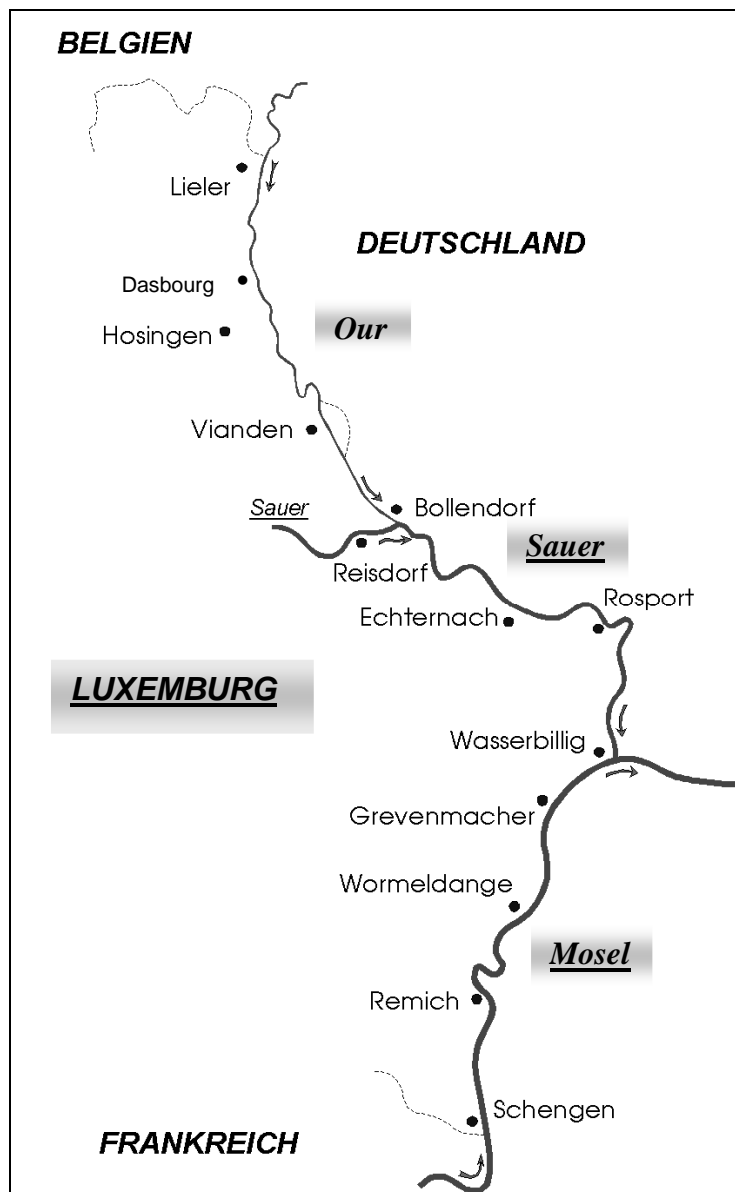 BELGIEN
Lieler
DEUTSCHLAND
Dasbourg
Our
Hosingen
Vianden
Sauer
Bollendorf
Sauer
Reisdorf
Rosport
Echternach
LUXEMBURG
Wasserbillig
Grevenmacher
Wormeldange
Mosel
Remich
Schengen
FRANKREICH